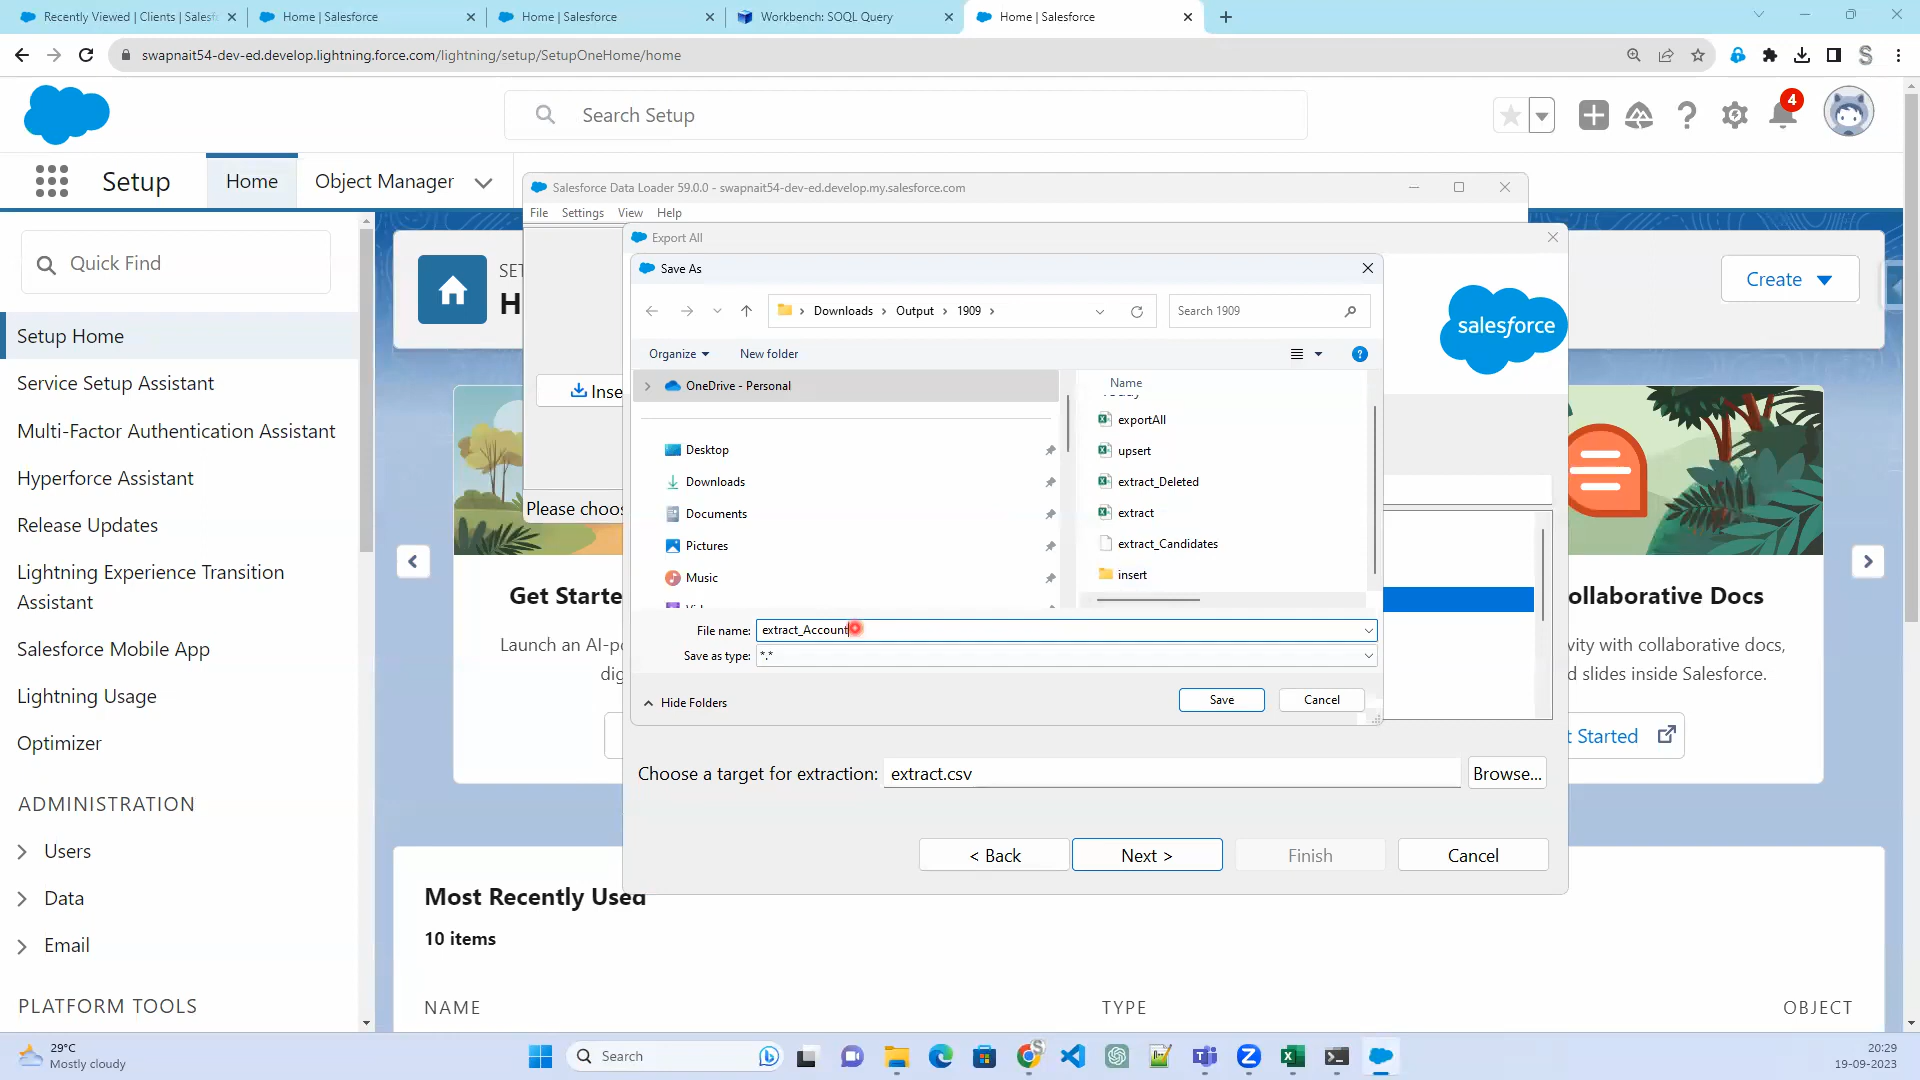 Recently Viewed | Clients | Salesf
Home | Salesforce
Home | Salesforce
Workbench: SOQL Query
Home | Salesforce
swapnait54-dev-ed.develop.lightning.force.com/lightning/setup/SetupOneHome/home
Search Setup
4
Setup
Home
Object Manager
Salesforce Data Loader 59.0.0 - swapnait54-dev-ed.develop.my.salesforce.com
File Settings View Help
Export All
Quick Find
SET
H
Create
Save As
Downloads > Output > 1909 >
Search 1909
salesforce
Organize
New folder
Setup Home
Service Setup Assistant
Multi-Factor Authentication Assistant
Hyperforce Assistant
Release Updates
Lightning Experience Transition
Assistant
Salesforce Mobile App
Lightning Usage
Optimizer
ADMINISTRATION
Users
Data
Email
PLATFORM TOOLS
Inse
Please choos
OneDrive - Personal
Desktop
Downloads
Documents
Pictures
Music
Name
Today
exportAll
upsert
extract_Deleted
extract
extract_Candidates
insert
File name: extract_Account
Save as type: *.*
Hide Folders
Save
Cancel
Get Starte
Launch an AI-po
dig
ollaborative Docs
vity with collaborative docs,
d slides inside Salesforce.
t Started
Choose a target for extraction: extract.csv
Browse...
< Back
Next >
Finish
Cancel
Most Recently Used
10 items
NAME
TYPE
OBJECT
29°C
Mostly cloudy
Search
20:29
19-09-2023